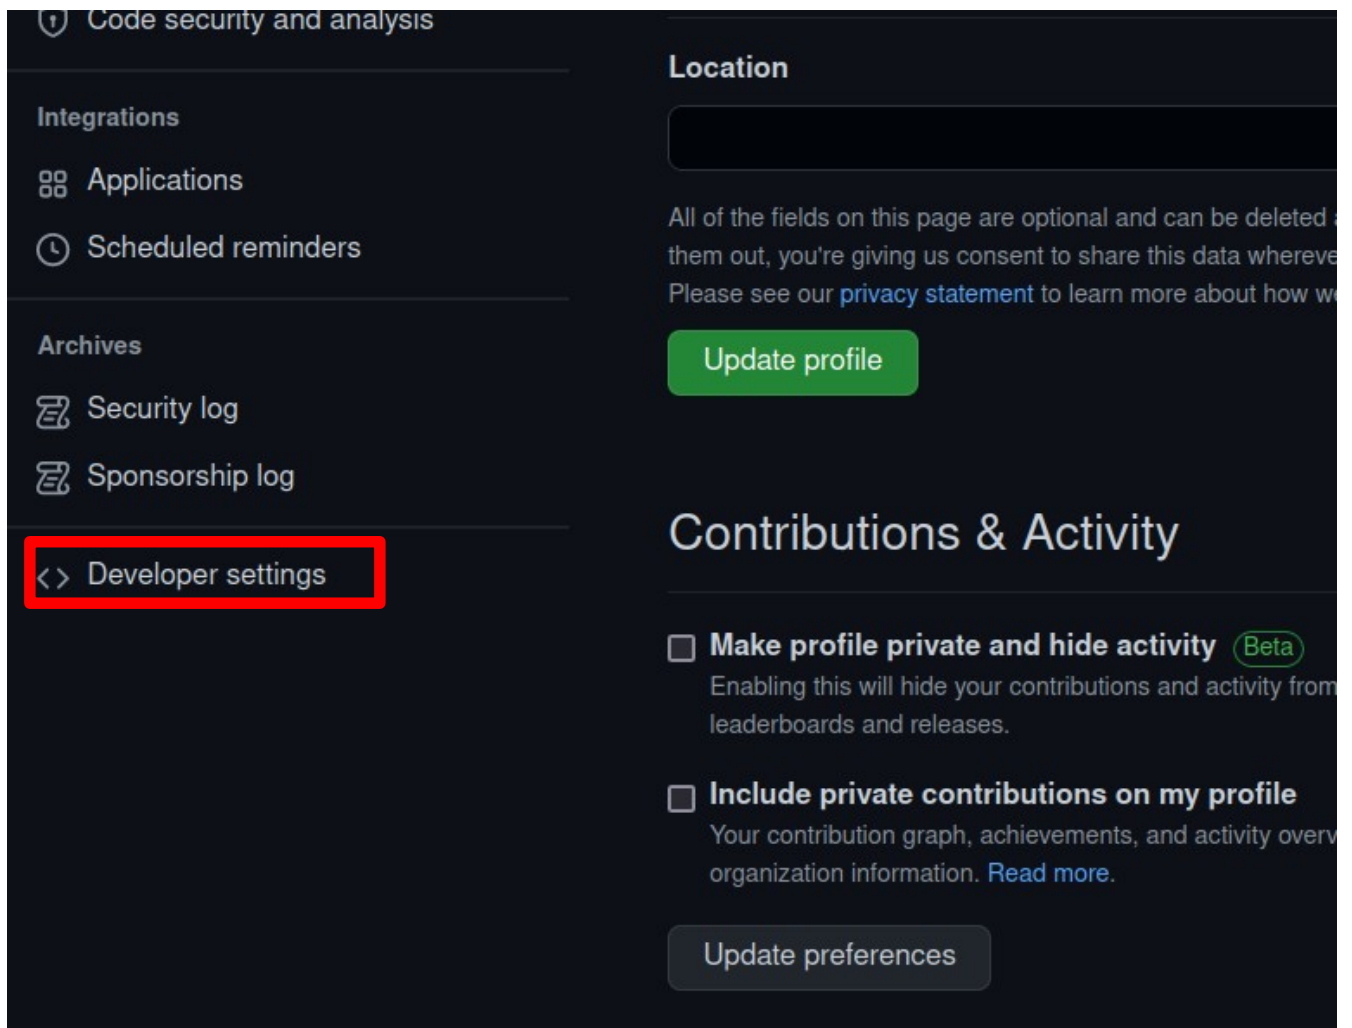 Code security and analysis
Integrations
Applications
Scheduled reminders
Archives
Security log
Sponsorship log
Developer settings
Location
All of the fields on this page are optional and can be deleted
them out, you're giving us consent to share this data
Please see our privacy statement to learn more about how
Update profile
Contributions & Activity
Make profile private and hide activity Beta
Enabling this will hide your contributions and activity from
leaderboards and releases.
Include private contributions on my profile
Your contribution graph, achievements, and activity
organization information. Read more.
Update preferences